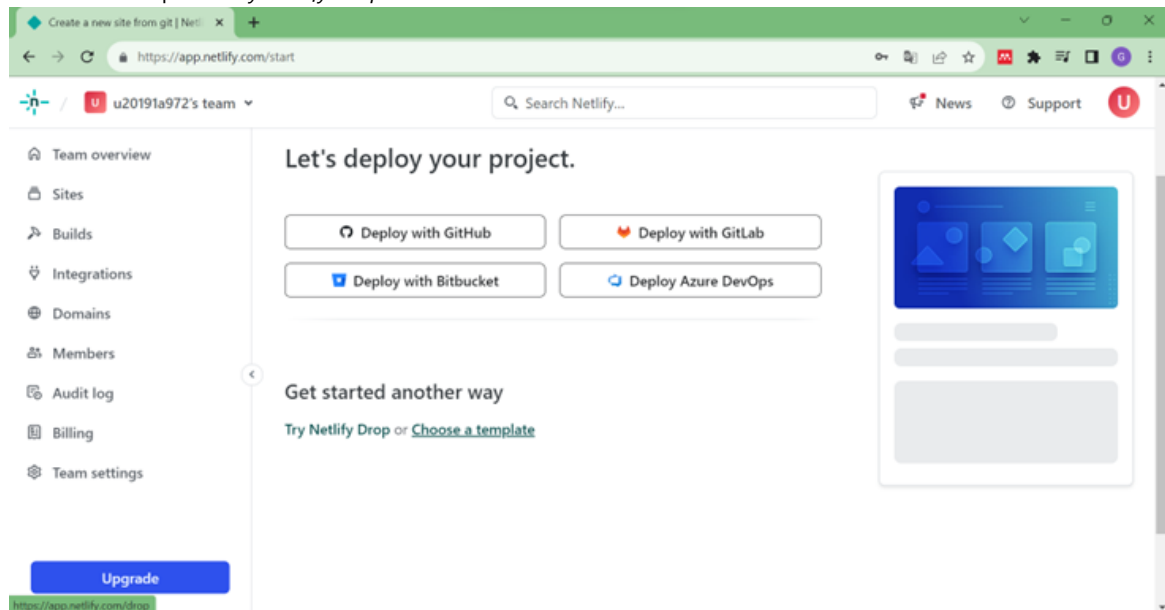 Create a new site from git | Netl
https://app.netlify.com/start
G
u20191a972's team
Search Netlify...
News
Support
U
Team overview
Sites
Builds
Integrations
Domains
Members
Audit log
Billing
Team settings
Upgrade
Let's deploy your project.
Deploy with GitHub
Deploy with GitLab
Deploy with Bitbucket
Deploy Azure DevOps
Get started another way
Try Netlify Drop or Choose a template
https://app.netlify.com/drop